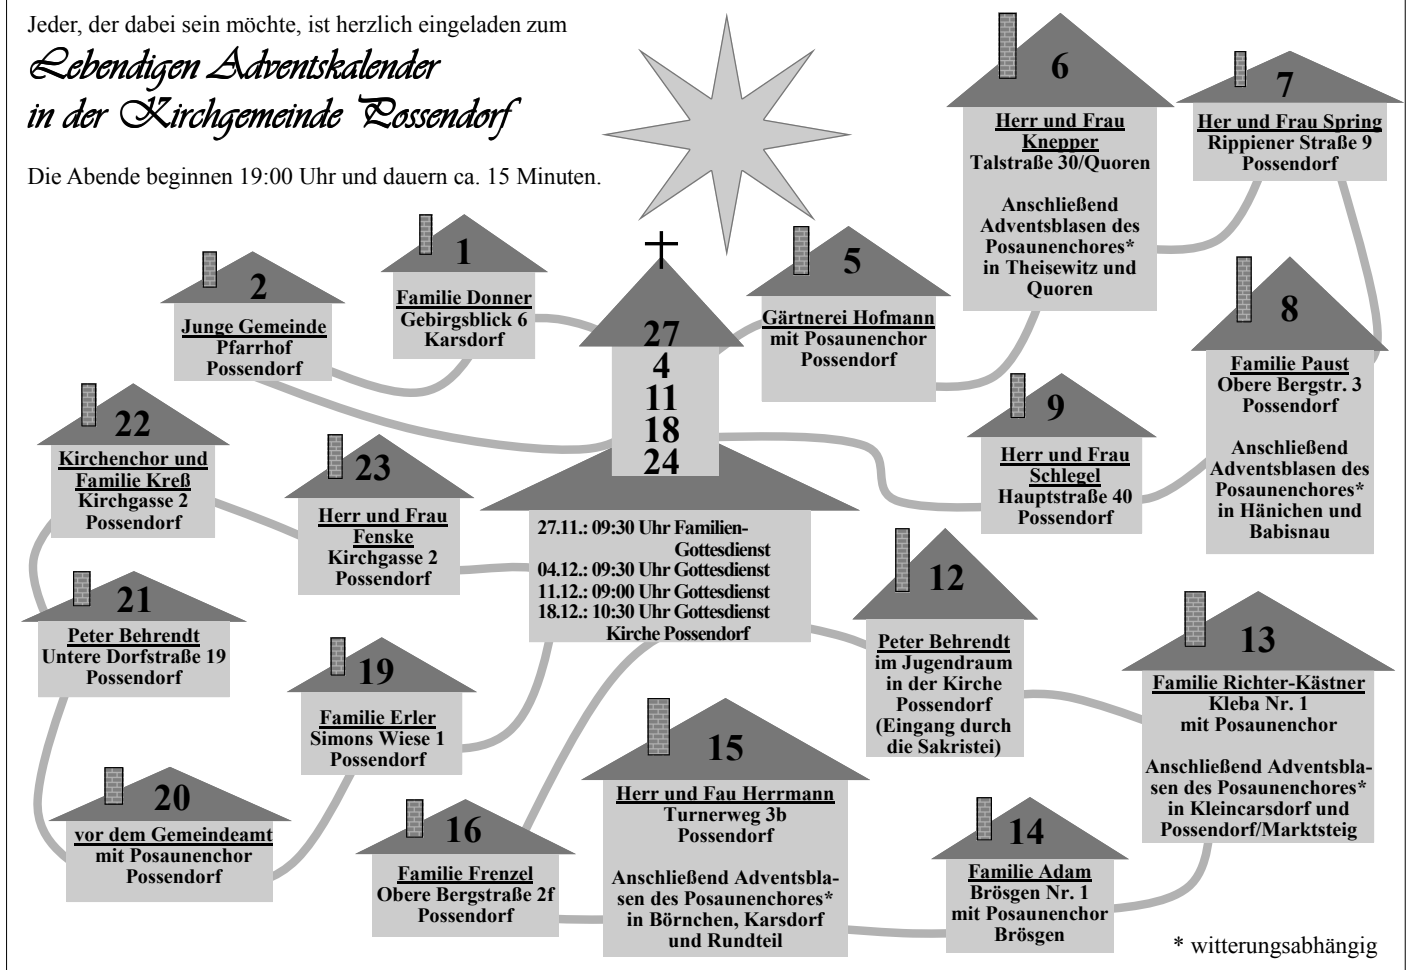 Jeder, der dabei sein möchte, ist herzlich eingeladen zum
Lebendigen Adventskalender
in der Kirchgemeinde Possendorf
Die Abende beginnen 19:00 Uhr und dauern ca. 15 Minuten.
1
Familie Donner
Gebirgsblick 6
Karsdorf
2
Junge Gemeinde
Pfarrhof
Possendorf
27
4
11
18
24
27.11.: 09:30 Uhr Familien-
Gottesdienst
04.12.: 09:30 Uhr Gottesdienst
11.12.: 09:00 Uhr Gottesdienst
18.12.: 10:30 Uhr Gottesdienst
Kirche Possendorf
5
Gärtnerei Hofmann
mit Posaunenchor
Possendorf
6
Herr und Frau
Knepper
Talstraße 30/Quoren
Anschließend
Adventsblasen des
Posaunenchores*
in Theisewitz und
Quoren
7
Her und Frau Spring
Rippiener Straße 9
Possendorf
8
Familie Paust
Obere Bergstr. 3
Possendorf
Anschließend
Adventsblasen des
Posaunenchores*
in Hänichen und
Babisnau
9
Herr und Frau
Schlegel
Hauptstraße 40
Possendorf
12
Peter Behrendt
im Jugendraum
in der Kirche
Possendorf
(Eingang durch
die Sakristei)
13
Familie Richter-Kästner
Kleba Nr. 1
mit Posaunenchor
Anschließend Adventsbla-
sen des Posaunenchores*
in Kleincarsdorf und
Possendorf/Marktsteig
14
Familie Adam
Brösgen Nr. 1
mit Posaunenchor
Brösgen
15
Herr und Fau Herrmann
Turnerweg 3b
Possendorf
Anschließend Adventsbla-
sen des Posaunenchores*
in Börnchen, Karsdorf
und Rundteil
16
Familie Frenzel
Obere Bergstraße 2f
Possendorf
19
Familie Erler
Simons Wiese 1
Possendorf
20
vor dem Gemeindeamt
mit Posaunenchor
Possendorf
21
Peter Behrendt
Untere Dorfstraße 19
Possendorf
22
Kirchenchor und
Familie Kreß
Kirchgasse 2
Possendorf
23
Herr und Frau
Fenske
Kirchgasse 2
Possendorf
* witterungsabhängig